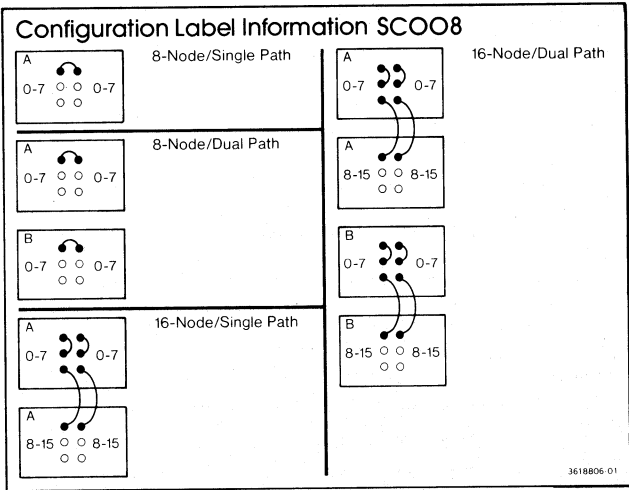 Configuration Label Information SC008
8-Node/Single Path
A
0-7 0-7
8-Node/Dual Path
A
0-7 0-7
B
0-7 0-7
16-Node/Single Path
A
0-7 0-7
A
8-15 8-15
16-Node/Dual Path
A
0-7 0-7
A
8-15 8-15
B
0-7 0-7
B
8-15 8-15
3618806-01